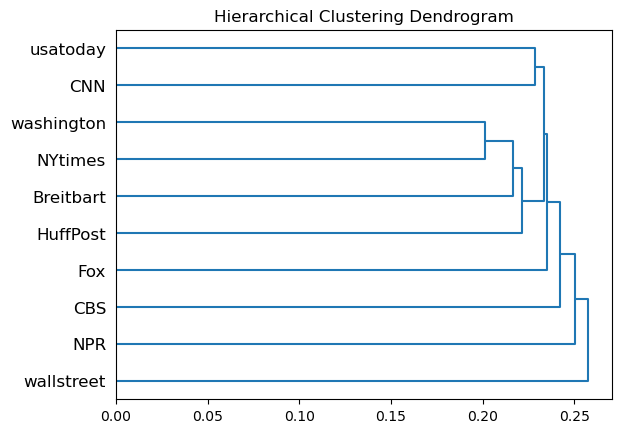 Hierarchical Clustering Dendrogram
usatoday
CNN
washington
NYtimes
Breitbart
HuffPost
Fox
CBS
NPR
wallstreet
0.00 0.05 0.10 0.15 0.20 0.25